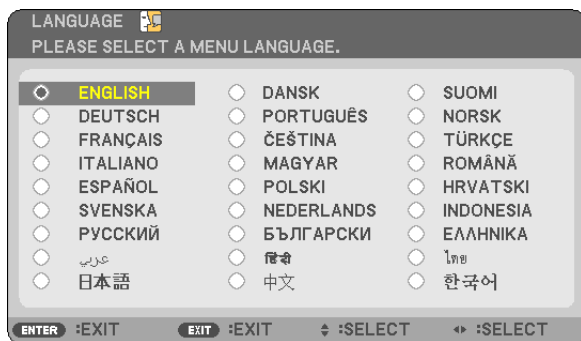 LANGUAGE
PLEASE SELECT A MENU LANGUAGE.
ENGLISH DANSK SUOMI
DEUTSCH PORTUGUÊS NORSK
FRANÇAIS ČEŠTINA TÜRKÇE
ITALIANO MAGYAR ROMÂNĂ
ESPAÑOL POLSKI HRVATSKI
SVENSKA NEDERLANDS INDONESIA
РУССКИЙ БЪЛГАРСКИ ΕΛΛΗΝΙΚΑ
عربي हिंदी ไทย
日本語 中文 한국어
ENTER :EXIT EXIT :EXIT :SELECT :SELECT